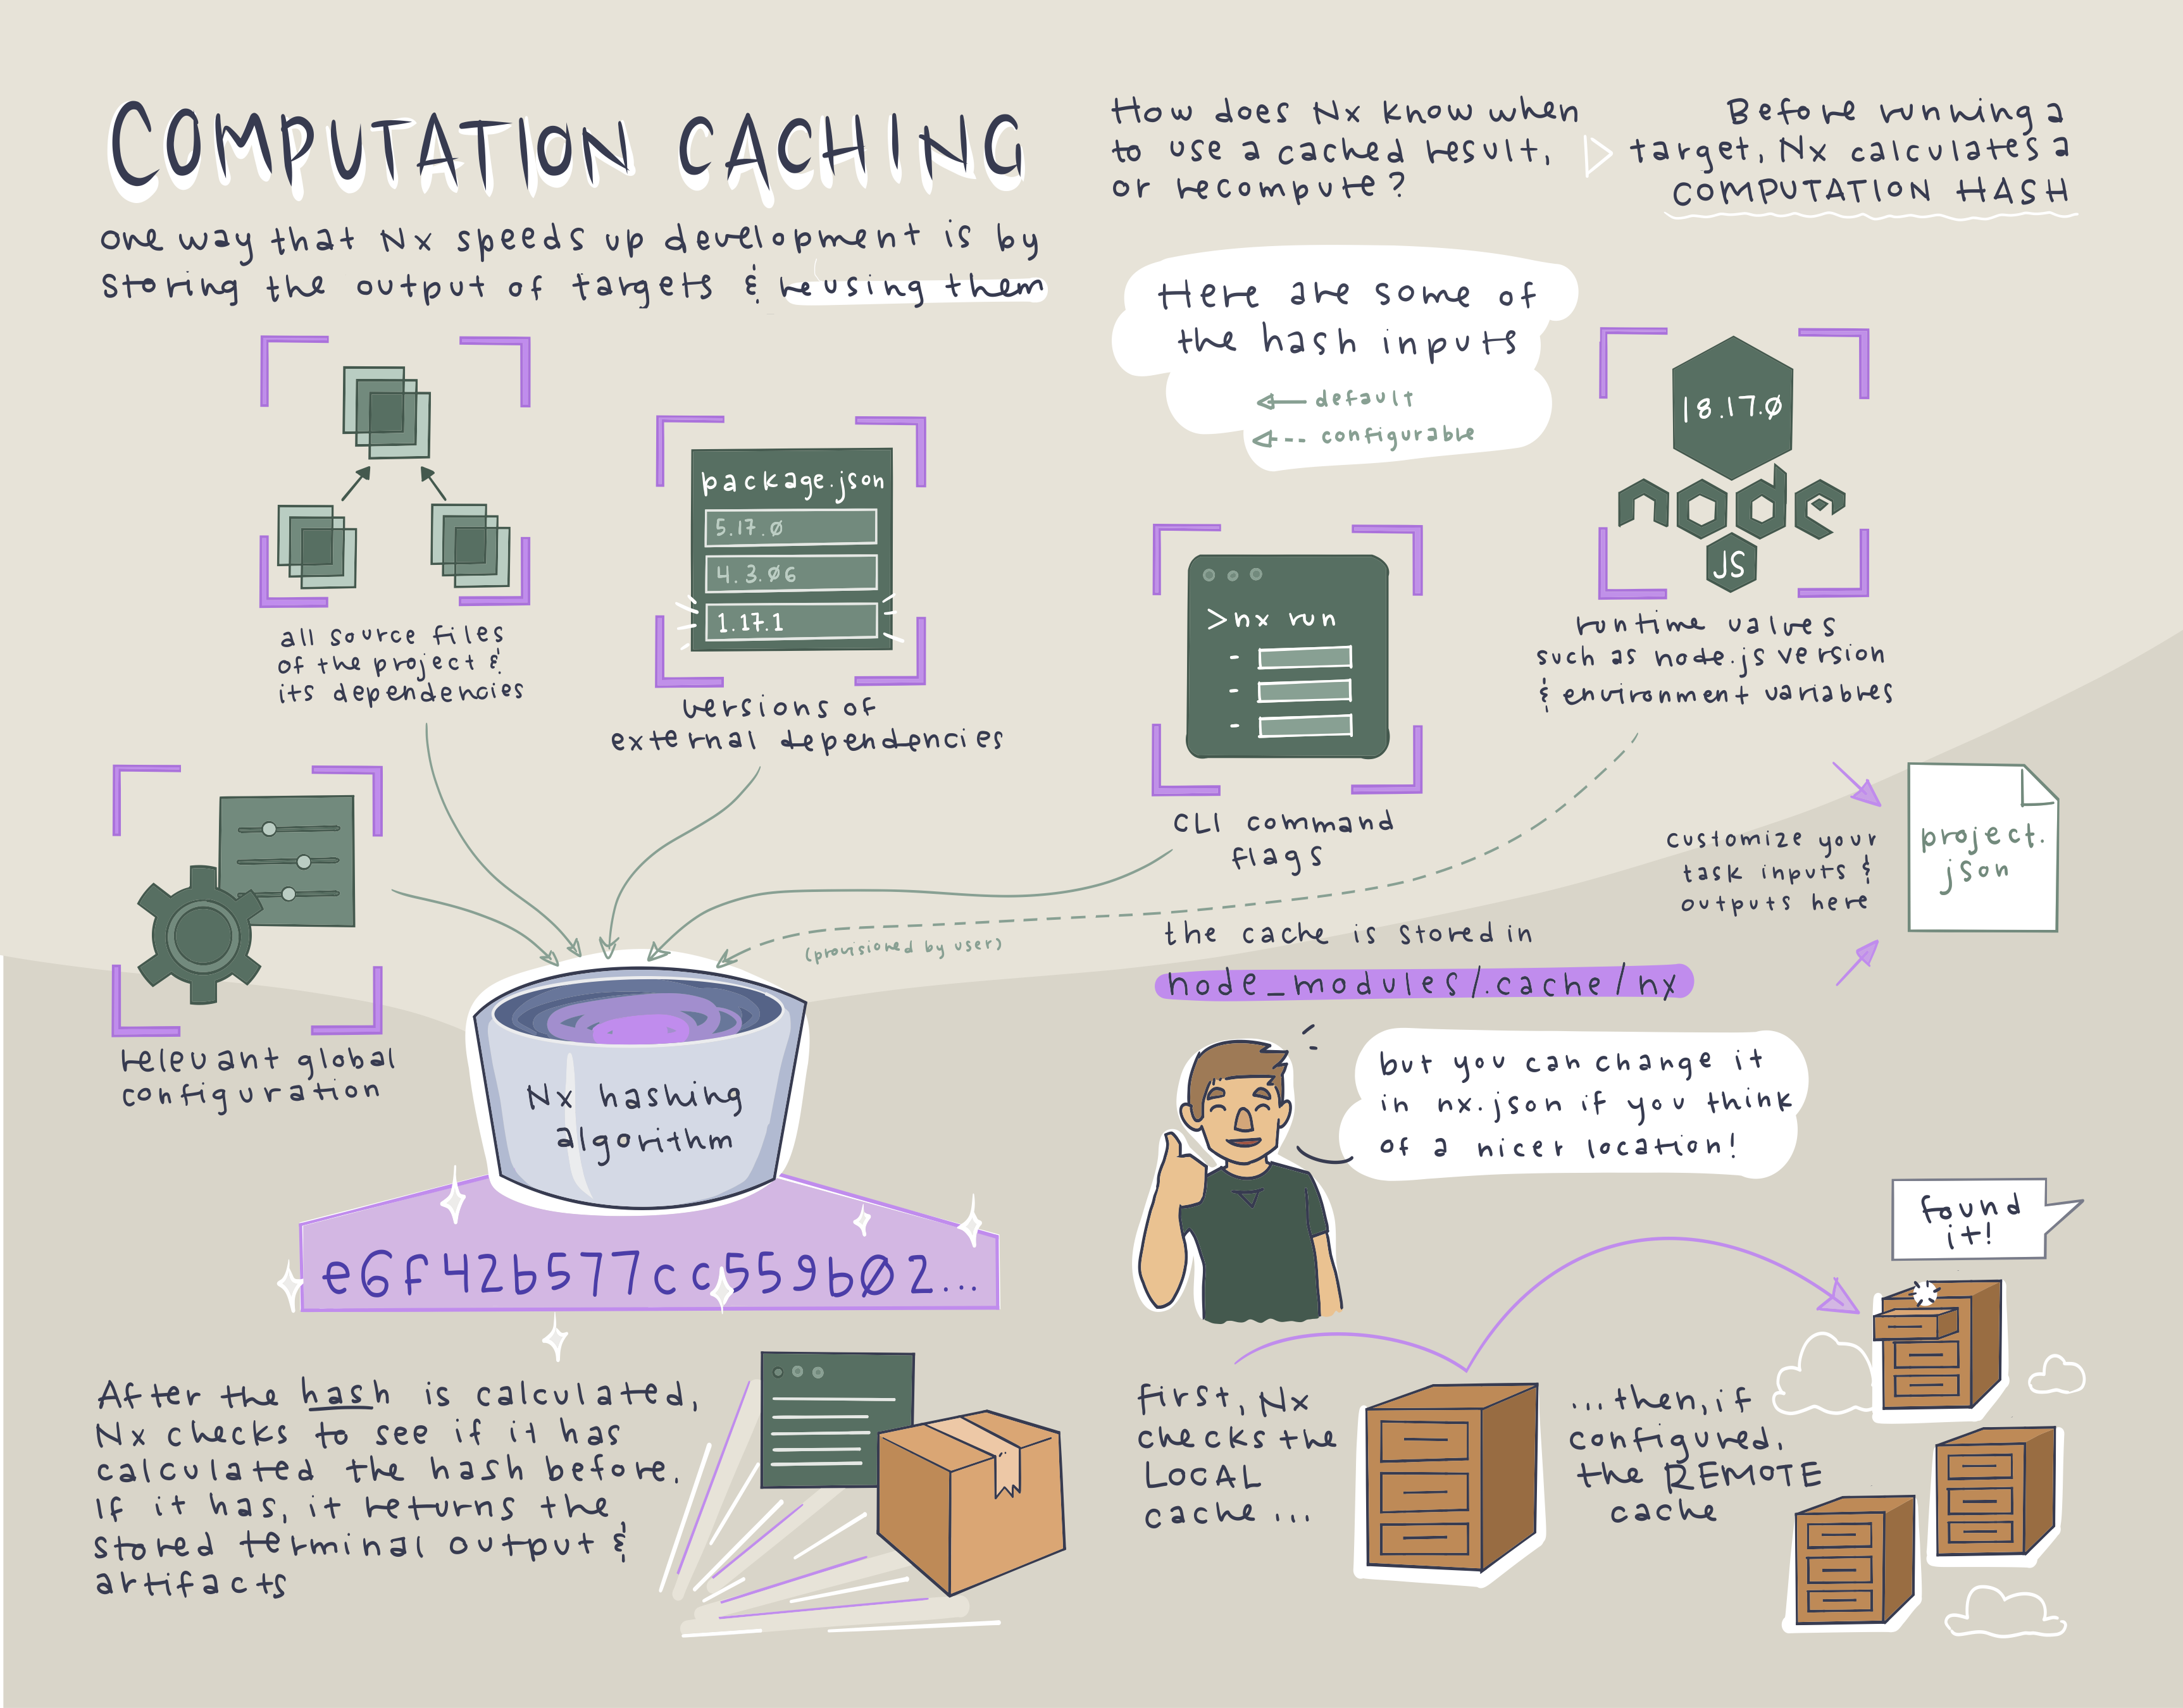 COMPUTATION CACHING
one way that Nx speeds up development is by
storing the output of targets & reusing them
How does Nx know when
to use a cached result,
or recompute?
Before running a
target, Nx calculates a
COMPUTATION HASH
Here are some of
the hash inputs
default
configurable
all source files
of the project &
its dependencies
package.json
5.17.0
4.3.06
1.17.1
versions of
external dependencies
>nx run
-
-
-
CLI command
flags
18.17.0
node
JS
runtime values
such as node.js version
& environment variabres
relevant global
configuration
(provisioned by user)
customize your
task inputs &
outputs here
project.
json
Nx hashing
algorithm
e6f42b577cc559b02...
the cache is stored in
node_modules/.cache/nx
but you can change it
in nx.json if you think
of a nicer location!
After the hash is calculated,
Nx checks to see if it has
calculated the hash before.
If it has, it returns the
stored terminal output &
artifacts
first, Nx
checks the
LOCAL
cache ...
...then, if
configured,
the REMOTE
cache
found
it!